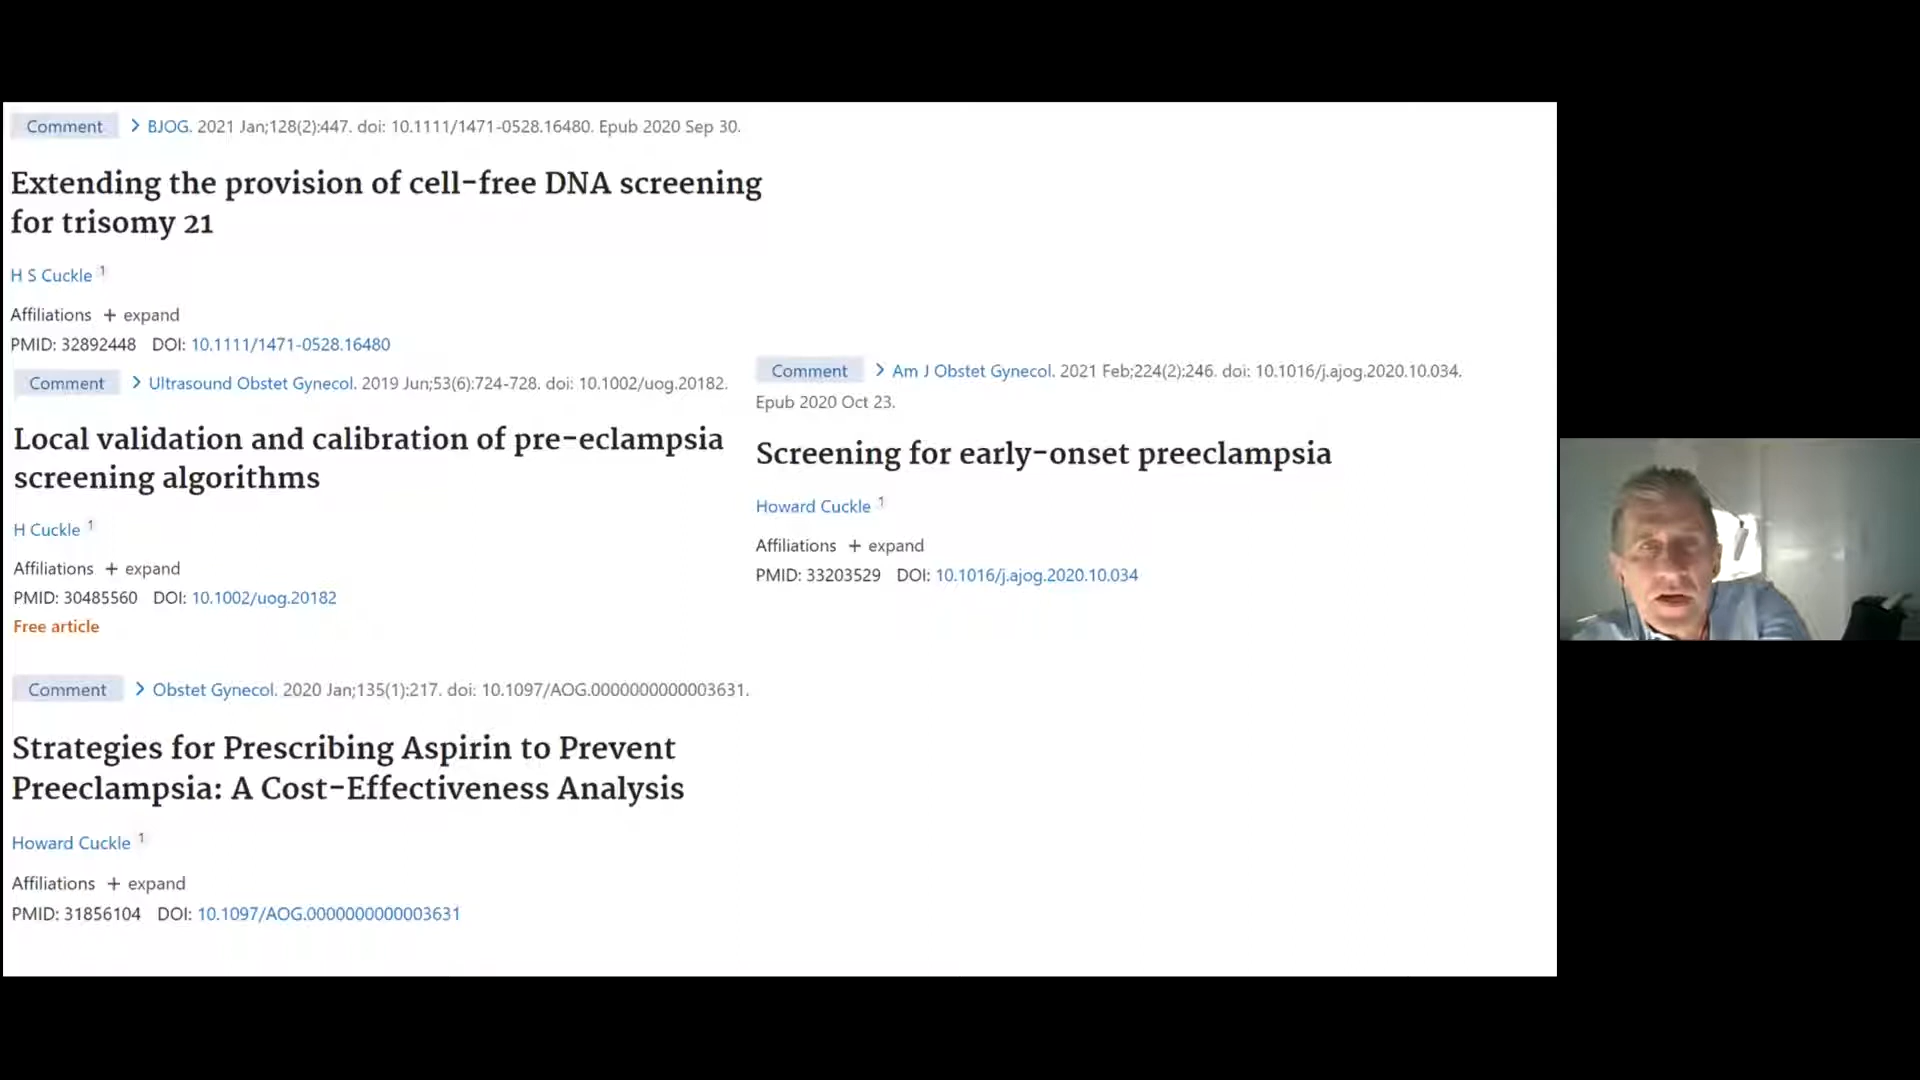 Comment > BJOG. 2021 Jan;128(2):447. doi: 10.1111/1471-0528.16480. Epub 2020 Sep 30.
Extending the provision of cell-free DNA screening
for trisomy 21
H S Cuckle 1
Affiliations + expand
PMID: 32892448 DOI: 10.1111/1471-0528.16480
Comment > Ultrasound Obstet Gynecol. 2019 Jun;53(6):724-728. doi: 10.1002/uog.20182.
Local validation and calibration of pre-eclampsia
screening algorithms
H Cuckle 1
Affiliations + expand
PMID: 30485560 DOI: 10.1002/uog.20182
Free article
Comment > Am J Obstet Gynecol. 2021 Feb;224(2):246. doi: 10.1016/j.ajog.2020.10.034.
Epub 2020 Oct 23.
Screening for early-onset preeclampsia
Howard Cuckle 1
Affiliations + expand
PMID: 33203529 DOI: 10.1016/j.ajog.2020.10.034
Comment > Obstet Gynecol. 2020 Jan;135(1):217. doi: 10.1097/AOG.0000000000003631.
Strategies for Prescribing Aspirin to Prevent
Preeclampsia: A Cost-Effectiveness Analysis
Howard Cuckle 1
Affiliations + expand
PMID: 31856104 DOI: 10.1097/AOG.0000000000003631